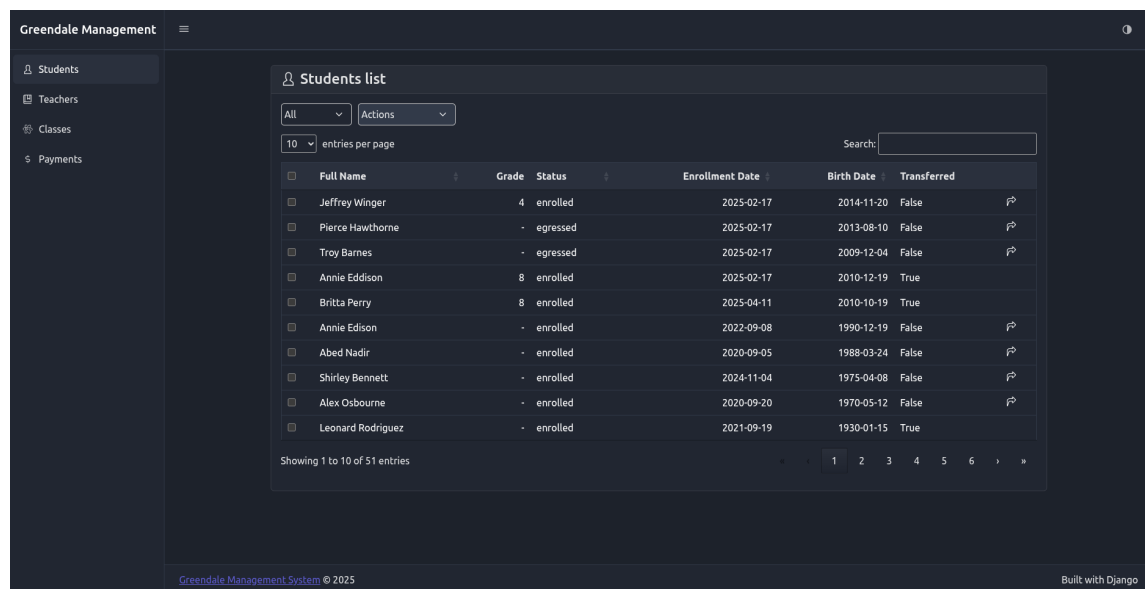 Greendale Management
Students
Teachers
Classes
$ Payments
Students list
All Actions
10 entries per page Search:
Full Name Grade Status Enrollment Date Birth Date Transferred
Jeffrey Winger 4 enrolled 2025-02-17 2014-11-20 False
Pierce Hawthorne - egressed 2025-02-17 2013-08-10 False
Troy Barnes - egressed 2025-02-17 2009-12-04 False
Annie Eddison 8 enrolled 2025-02-17 2010-12-19 True
Britta Perry 8 enrolled 2025-04-11 2010-10-19 True
Annie Edison - enrolled 2022-09-08 1990-12-19 False
Abed Nadir - enrolled 2020-09-05 1988-03-24 False
Shirley Bennett - enrolled 2024-11-04 1975-04-08 False
Alex Osbourne - enrolled 2020-09-20 1970-05-12 False
Leonard Rodriguez - enrolled 2021-09-19 1930-01-15 True
Showing 1 to 10 of 51 entries « ‹ 1 2 3 4 5 6 › »
Greendale Management System © 2025 Built with Django